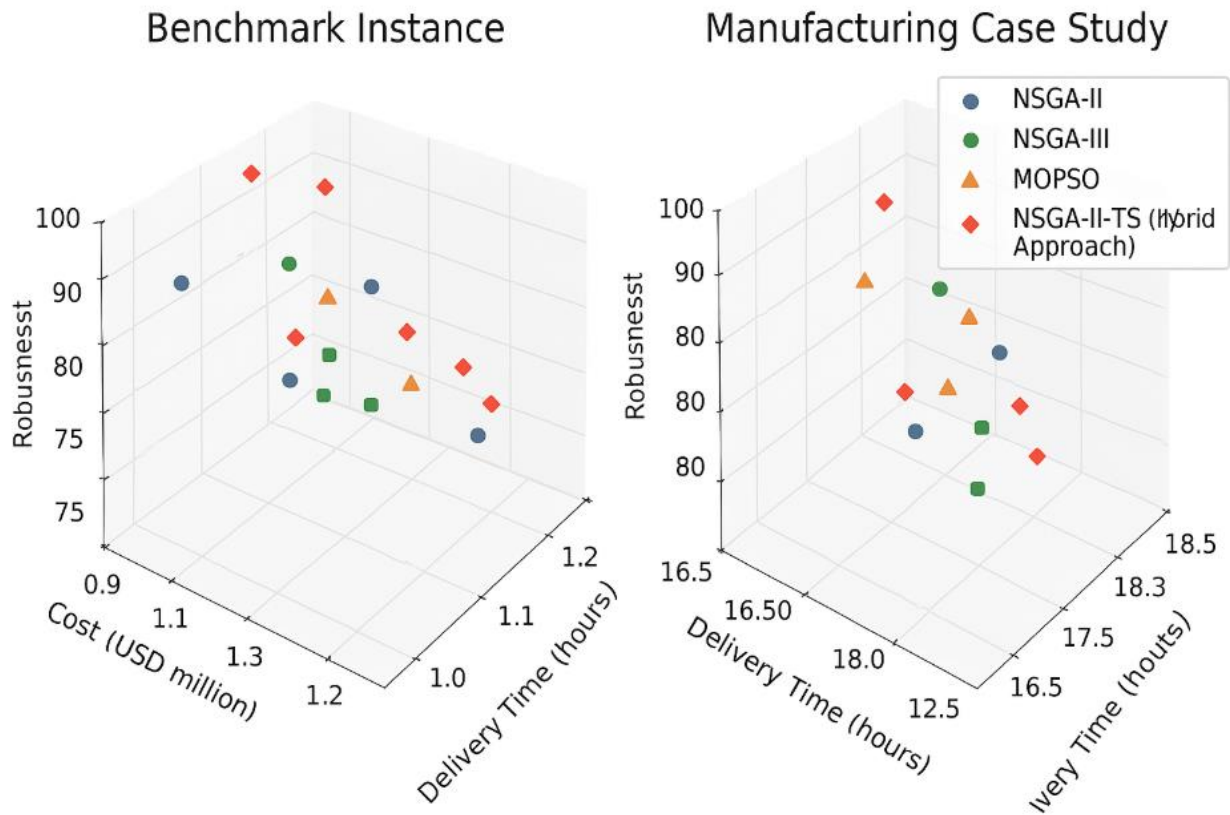 Benchmark Instance
Manufacturing Case Study
NSGA-II
NSGA-III
MOPSO
NSGA-II-TS
Approach)
Robusnesst
100
90
80
75
75
0.9
1.1
1.3
1.2
Cost (USD million)
1.0
1.1
1.2
Delivery Time (hours)
Robusnesst
100
90
80
80
80
16.5
16.50
18.0
12.5
Delivery Time (hours)
16.5
17.5
18.3
18.5
Ivery Time (houts)